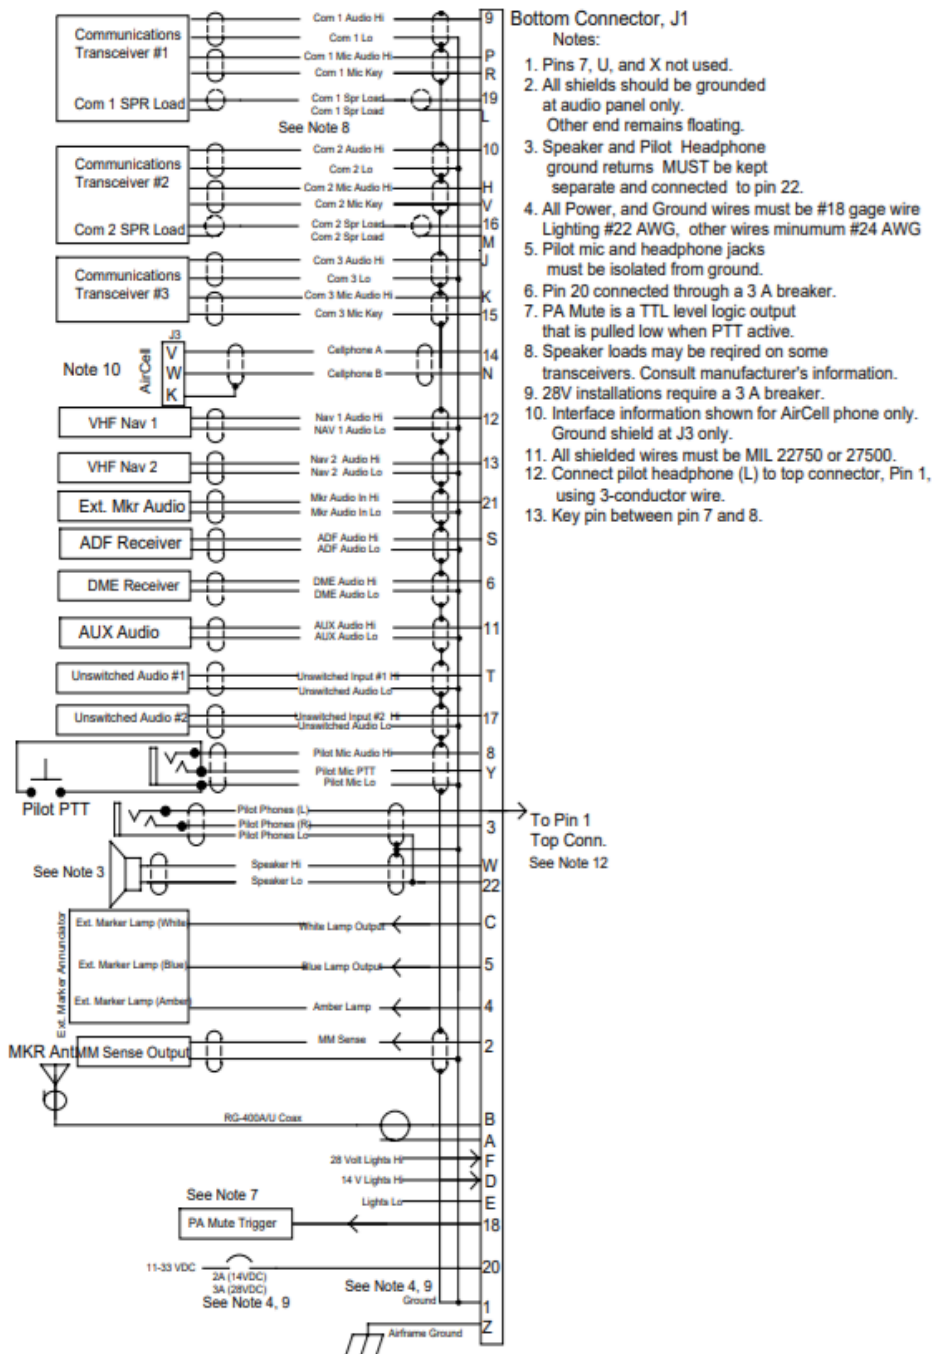 Bottom Connector, J1
Notes:
1. Pins 7, U, and X not used.
2. All shields should be grounded
at audio panel only.
Other end remains floating.
3. Speaker and Pilot Headphone
ground returns MUST be kept
separate and connected to pin 22.
4. All Power, and Ground wires must be #18 gage wire
Lighting #22 AWG, other wires minumum #24 AWG
5. Pilot mic and headphone jacks
must be isolated from ground.
6. Pin 20 connected through a 3 A breaker.
7. PA Mute is a TTL level logic output
that is pulled low when PTT active.
8. Speaker loads may be reqired on some
transceivers. Consult manufacturer's information.
9. 28V installations require a 3 A breaker.
10. Interface information shown for AirCell phone only.
Ground shield at J3 only.
11. All shielded wires must be MIL 22750 or 27500.
12. Connect pilot headphone (L) to top connector, Pin 1,
using 3-conductor wire.
13. Key pin between pin 7 and 8.
Communications
Transceiver #1
Com 1 SPR Load
Com 1 Audio Hi 9
Com 1 Lo
Com 1 Mic Audio Hi P
Com 1 Mic Key R
Com 1 Spr Load 19
Com 1 Spr Load L
See Note 8
Communications
Transceiver #2
Com 2 SPR Load
Com 2 Audio Hi 10
Com 2 Lo
Com 2 Mic Audio Hi H
Com 2 Mic Key V
Com 2 Spr Load 16
Com 2 Spr Load M
Communications
Transceiver #3
Com 3 Audio Hi J
Com 3 Lo
Com 3 Mic Audio Hi K
Com 3 Mic Key 15
Note 10
AirCell
J3
V Cellphone A 14
W Cellphone B N
K
VHF Nav 1
Nav 1 Audio Hi 12
NAV 1 Audio Lo
VHF Nav 2
Nav 2 Audio Hi 13
Nav 2 Audio Lo
Ext. Mkr Audio
Mkr Audio In Hi 21
Mkr Audio In Lo
ADF Receiver
ADF Audio Hi S
ADF Audio Lo
DME Receiver
DME Audio Hi 6
DME Audio Lo
AUX Audio
AUX Audio Hi 11
AUX Audio Lo
Unswitched Audio #1
Unswitched Input #1 Hi T
Unswitched Audio Lo
Unswitched Audio #2
Unswitched Input #2 Hi 17
Unswitched Audio Lo
Pilot PTT
Pilot Mic Audio Hi 8
Pilot Mic PTT Y
Pilot Mic Lo
Pilot Phones (L)
To Pin 1
Top Conn.
See Note 12
Pilot Phones (R) 3
Pilot Phones Lo
See Note 3
Speaker Hi W
Speaker Lo 22
Ext. Marker Annundator
Ext. Marker Lamp (White) White Lamp Output C
Ext. Marker Lamp (Blue) Blue Lamp Output 5
Ext. Marker Lamp (Amber) Amber Lamp 4
MKR Ant
MM Sense Output
MM Sense 2
RG-400A/U Coax B
A
28 Volt Lights Hi F
14 V Lights Hi D
Lights Lo E
See Note 7
PA Mute Trigger 18
11-33 VDC 20
2A (14VDC)
3A (28VDC)
See Note 4, 9
See Note 4, 9
Ground 1
Airframe Ground Z